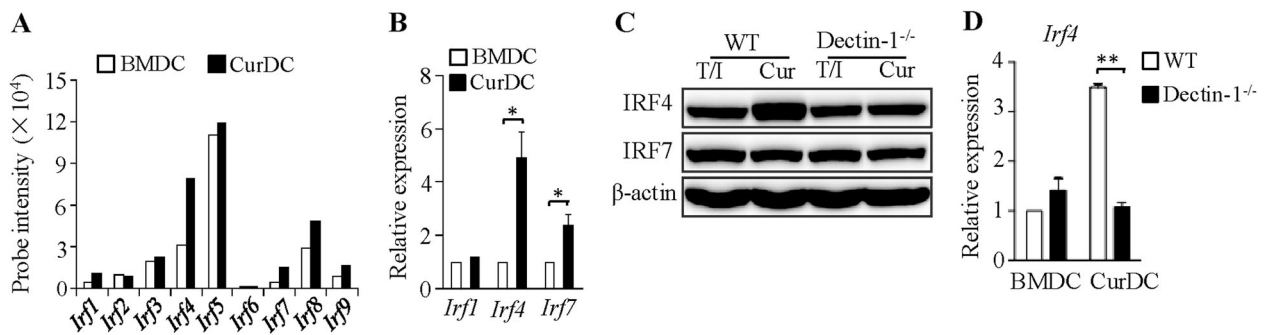 A
BMDC CurDC
Probe intensity (× 10⁴)
15
12
9
6
3
0
Irf1 Irf2 Irf3 Irf4 Irf5 Irf6 Irf7 Irf8 Irf9
B
BMDC
CurDC
Relative expression
8
6
4
2
0
*
*
Irf1 Irf4 Irf7
C
WT Dectin-1⁻/⁻
T/I Cur T/I Cur
IRF4
IRF7
β-actin
D
Irf4
WT
Dectin-1⁻/⁻
**
Relative expression
4
3
2
1
0
BMDC CurDC